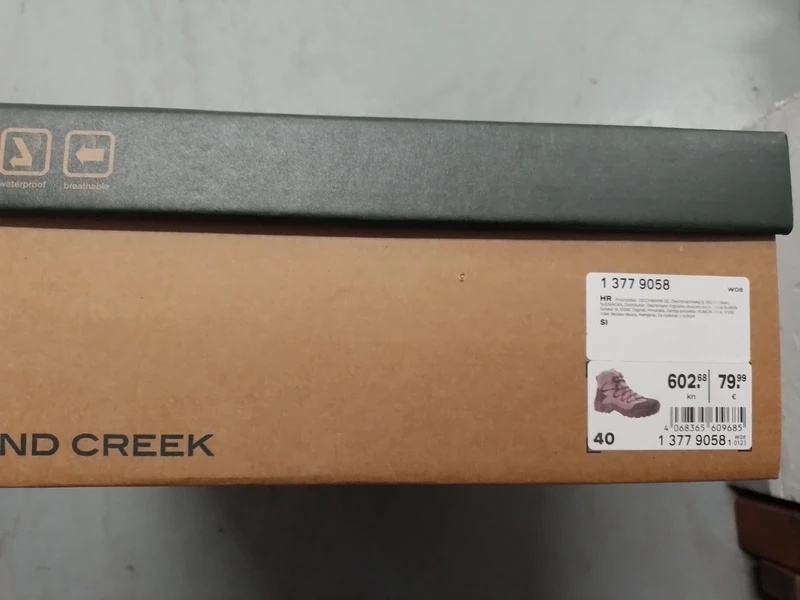 waterproof breathable
ND CREEK
1 377 9058 W08
HR
SI
602.68 79.99
kn €
4 068365 609685
40 1 377 9058 1 W08
0123